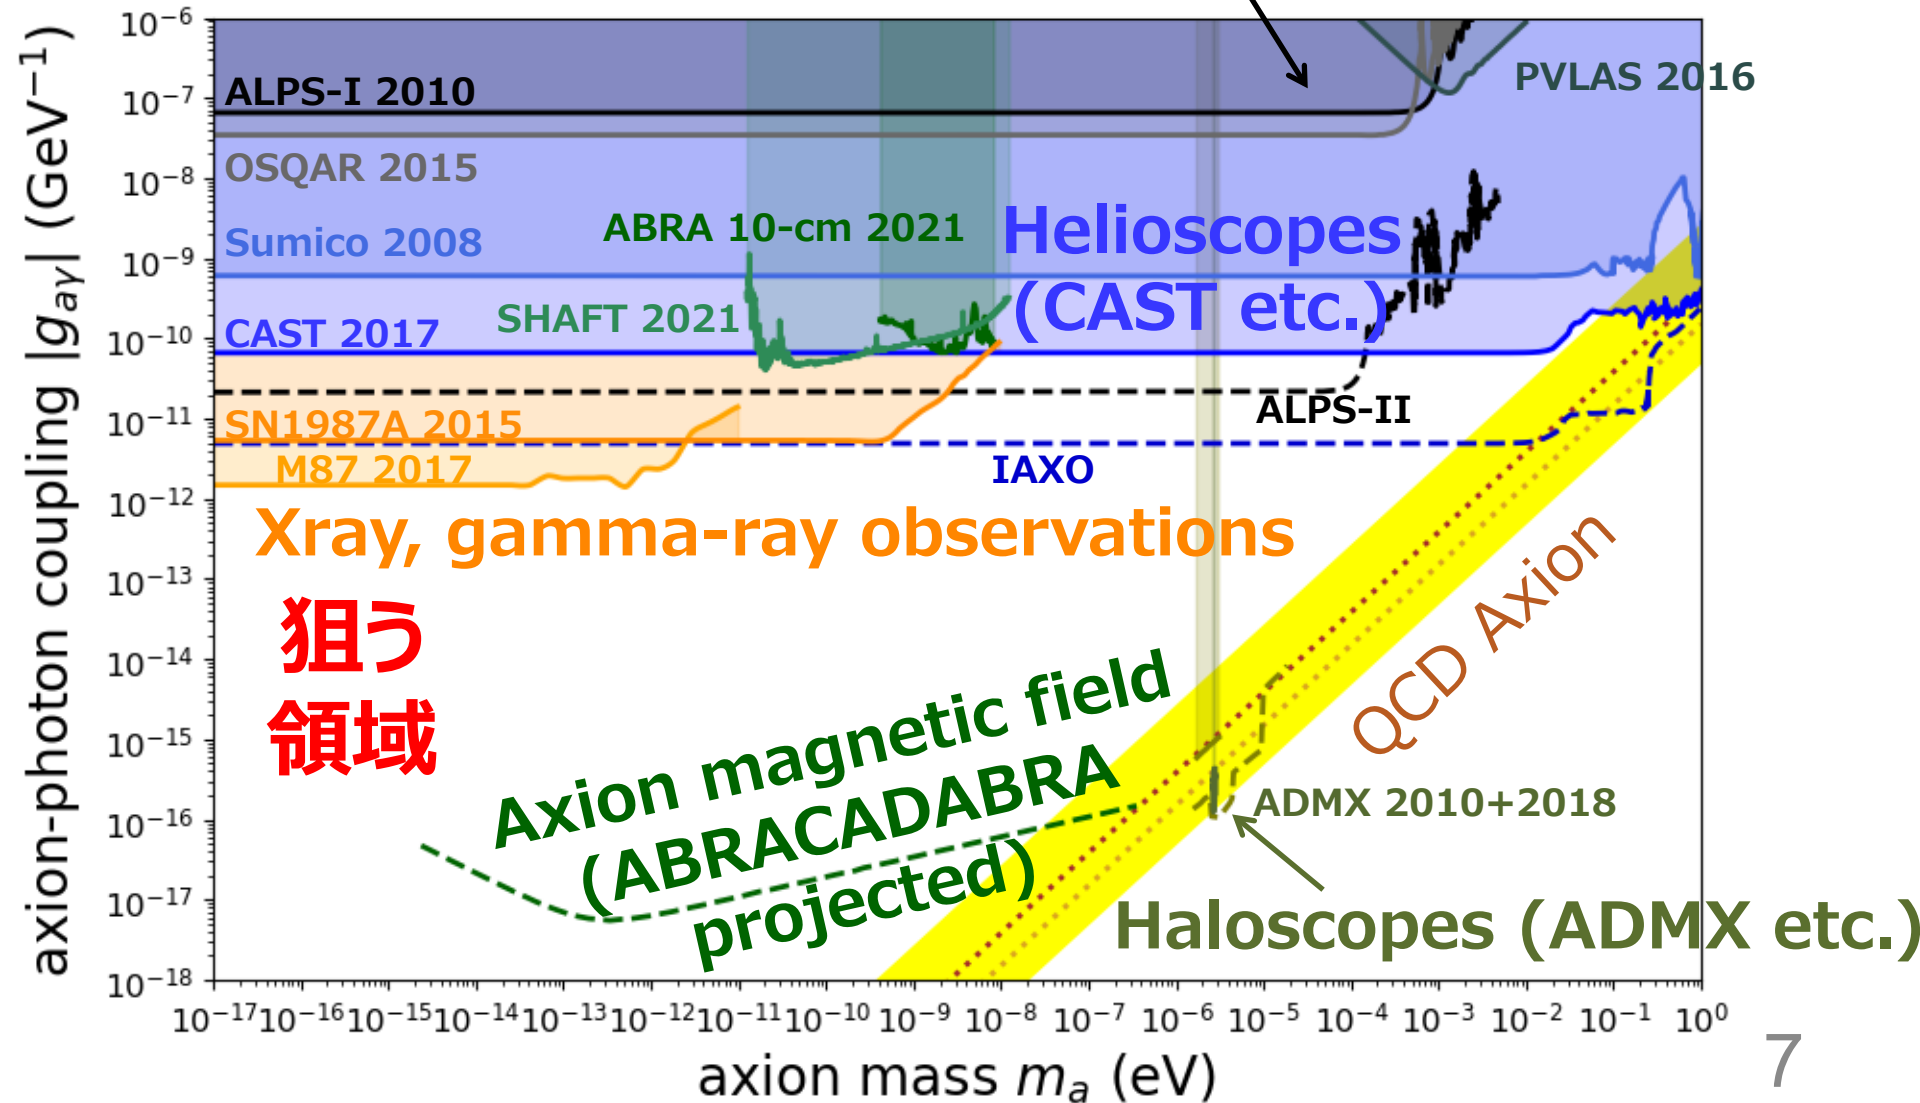 axion-photon coupling |g_{aγ}| (GeV⁻¹)
10⁻⁶
10⁻⁷
10⁻⁸
10⁻⁹
10⁻¹⁰
10⁻¹¹
10⁻¹²
10⁻¹³
10⁻¹⁴
10⁻¹⁵
10⁻¹⁶
10⁻¹⁷
10⁻¹⁸
ALPS-I 2010
PVLAS 2016
OSQAR 2015
Sumico 2008
ABRA 10-cm 2021
Helioscopes
(CAST etc.)
SHAFT 2021
CAST 2017
ALPS-II
SN1987A 2015
M87 2017
IAXO
Xray, gamma-ray observations
狙う
領域
QCD Axion
Axion magnetic field
(ABRACADABRA
projected)
ADMX 2010+2018
Haloscopes (ADMX etc.)
10⁻¹⁷ 10⁻¹⁶ 10⁻¹⁵ 10⁻¹⁴ 10⁻¹³ 10⁻¹² 10⁻¹¹ 10⁻¹⁰ 10⁻⁹ 10⁻⁸ 10⁻⁷ 10⁻⁶ 10⁻⁵ 10⁻⁴ 10⁻³ 10⁻² 10⁻¹ 10⁰
axion mass m_a (eV)
7